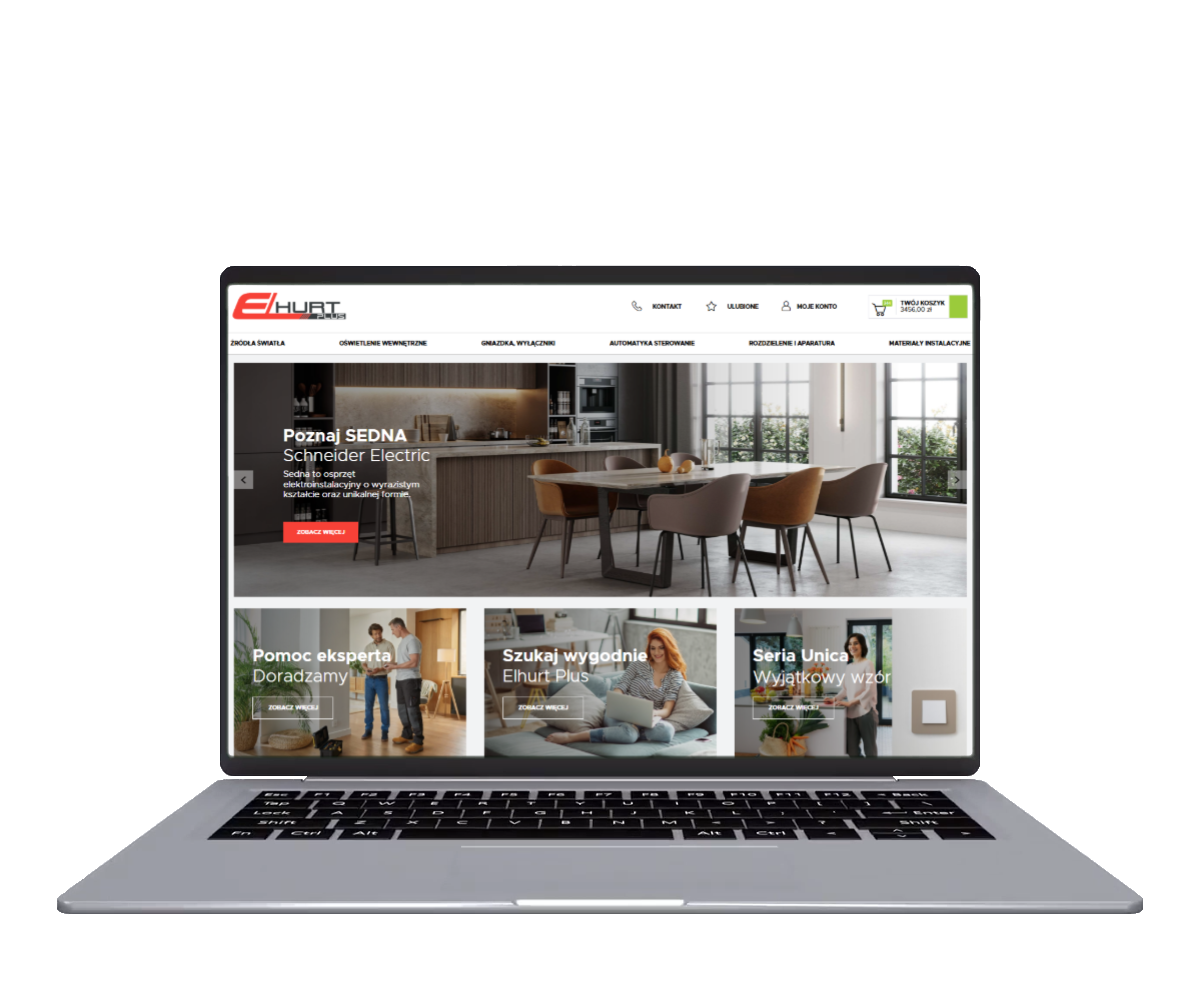 ElHURT
PLUS
KONTAKT
ULUBIONE
MOJE KONTO
TWÓJ KOSZYK
3456,00 zł
ŹRÓDŁA ŚWIATŁA
OŚWIETLENIE WEWNĘTRZNE
GNIAZDKA, WYŁĄCZNIKI
AUTOMATYKA STEROWANIE
ROZDZIELENIE I APARATURA
MATERIAŁY INSTALACYJNE
Poznaj SEDNA
Schneider Electric
Sedna to osprzęt
elektroinstalacyjny o wyrazistym
kształcie oraz unikalnej formie.
ZOBACZ WIĘCEJ
Pomoc eksperta
Doradzamy
ZOBACZ WIĘCEJ
Szukaj wygodnie
Elhurt Plus
ZOBACZ WIĘCEJ
Seria Unica
Wyjątkowy wzór
ZOBACZ WIĘCEJ
Esc F1 F2 F3 F4 F5 F6 F7 F8 F9 F10 F11 F12 Back
Tap Q W E R T Y U I O P [ ] \
Lock A S D F G H J K L ; ' Enter
Shift Z X C V B N M < > ? Shift
Fn Ctrl Alt Alt Ctrl < ^ >